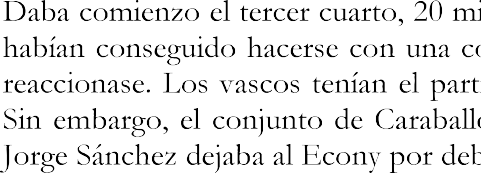 Daba comienzo el tercer cuarto, 20
habían conseguido hacerse con una
reaccionase. Los vascos tenían el
Sin embargo, el conjunto de
Jorge Sánchez dejaba al Econy por